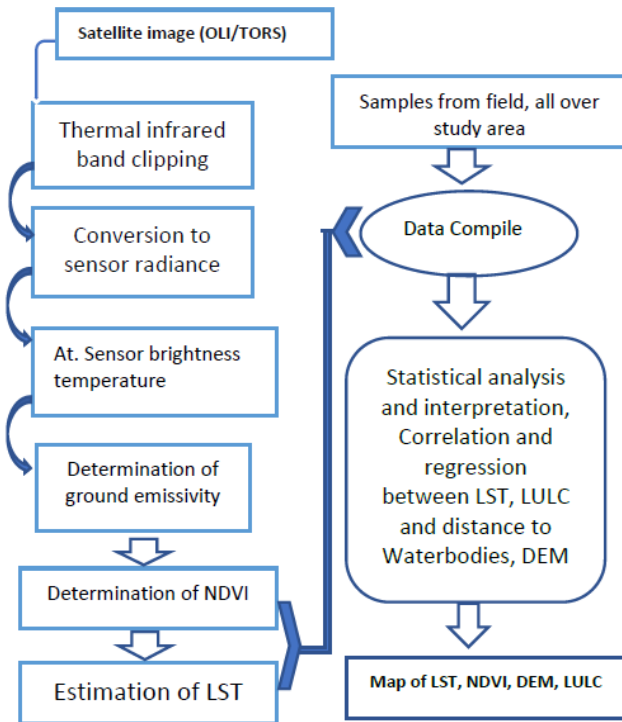 Satellite image (OLI/TORS)
Thermal infrared
band clipping
Conversion to
sensor radiance
At. Sensor brightness
temperature
Determination of
ground emissivity
Determination of NDVI
Estimation of LST
Samples from field, all over
study area
Data Compile
Statistical analysis
and interpretation,
Correlation and
regression
between LST, LULC
and distance to
Waterbodies, DEM
Map of LST, NDVI, DEM, LULC